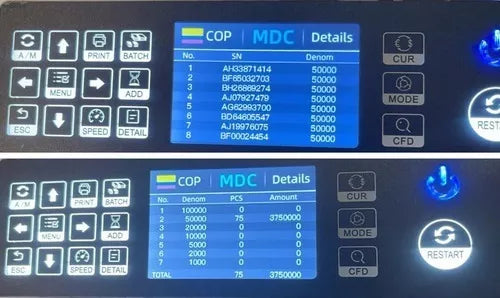 A/M PRINT BATCH
MENU ADD
ESC SPEED DETAIL
COP MDC Details
No. SN Denom
1 AH33871414 50000
2 BF65032703 50000
3 BH26869274 50000
4 AJ07927479 50000
5 AG62993700 50000
6 BD64605547 50000
7 AJ19976075 50000
8 BF00024454 50000
CUR
MODE
CFD
RESTART
A/M PRINT BATCH
MENU ADD
ESC SPEED DETAIL
COP MDC Details
No. Denom PCS Amount
1 100000 0 0
2 50000 75 3750000
3 20000 0 0
4 10000 0 0
5 5000 0 0
6 2000 0 0
7 1000 0 0
TOTAL 75 3750000
CUR
MODE
CFD
RESTART